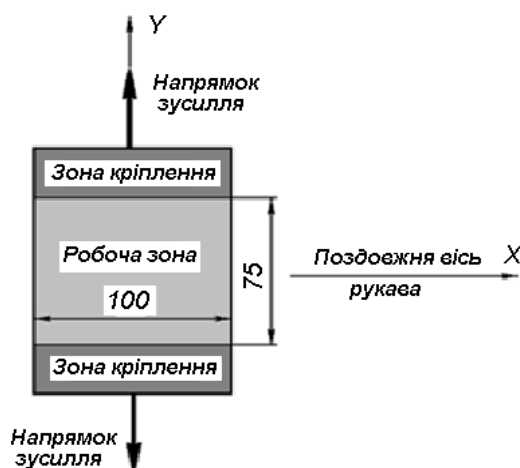 Y
Напрямок
зусилля
Зона кріплення
Робоча зона
100
75
Поздовжня вісь
рукава
X
Зона кріплення
Напрямок
зусилля